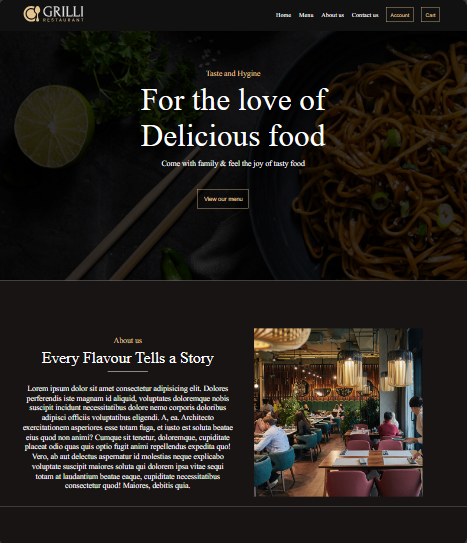 GRILLI
RESTAURANT
Home Menu About us Contact us Account Cart
Taste and Hygine
For the love of
Delicious food
Come with family & feel the joy of tasty food
View our menu
About us
Every Flavour Tells a Story
Lorem ipsum dolor sit amet consectetur adipisicing elit. Dolores
perferendis iste magnam id aliquid, voluptates doloremque nobis
suscipit incidunt necessitatibus dolore nemo corporis doloribus
adipisci officiis voluptatibus eligendi. A, ea. Architecto
exercitationem asperiores esse totam fuga, et iusto est soluta beatae
eius quod non animi? Cumque sit tenetur, doloremque, cupiditate
placeat odio quas quis optio fugit animi repellendus expedita quo!
Vero, ab aut delectus aspernatur id molestias neque explicabo
voluptate suscipit maiores soluta qui dolorem ipsa vitae sequi
totam at laudantium beatae eaque, cupiditate necessitatibus
consectetur quod! Maiores, debitis quia.